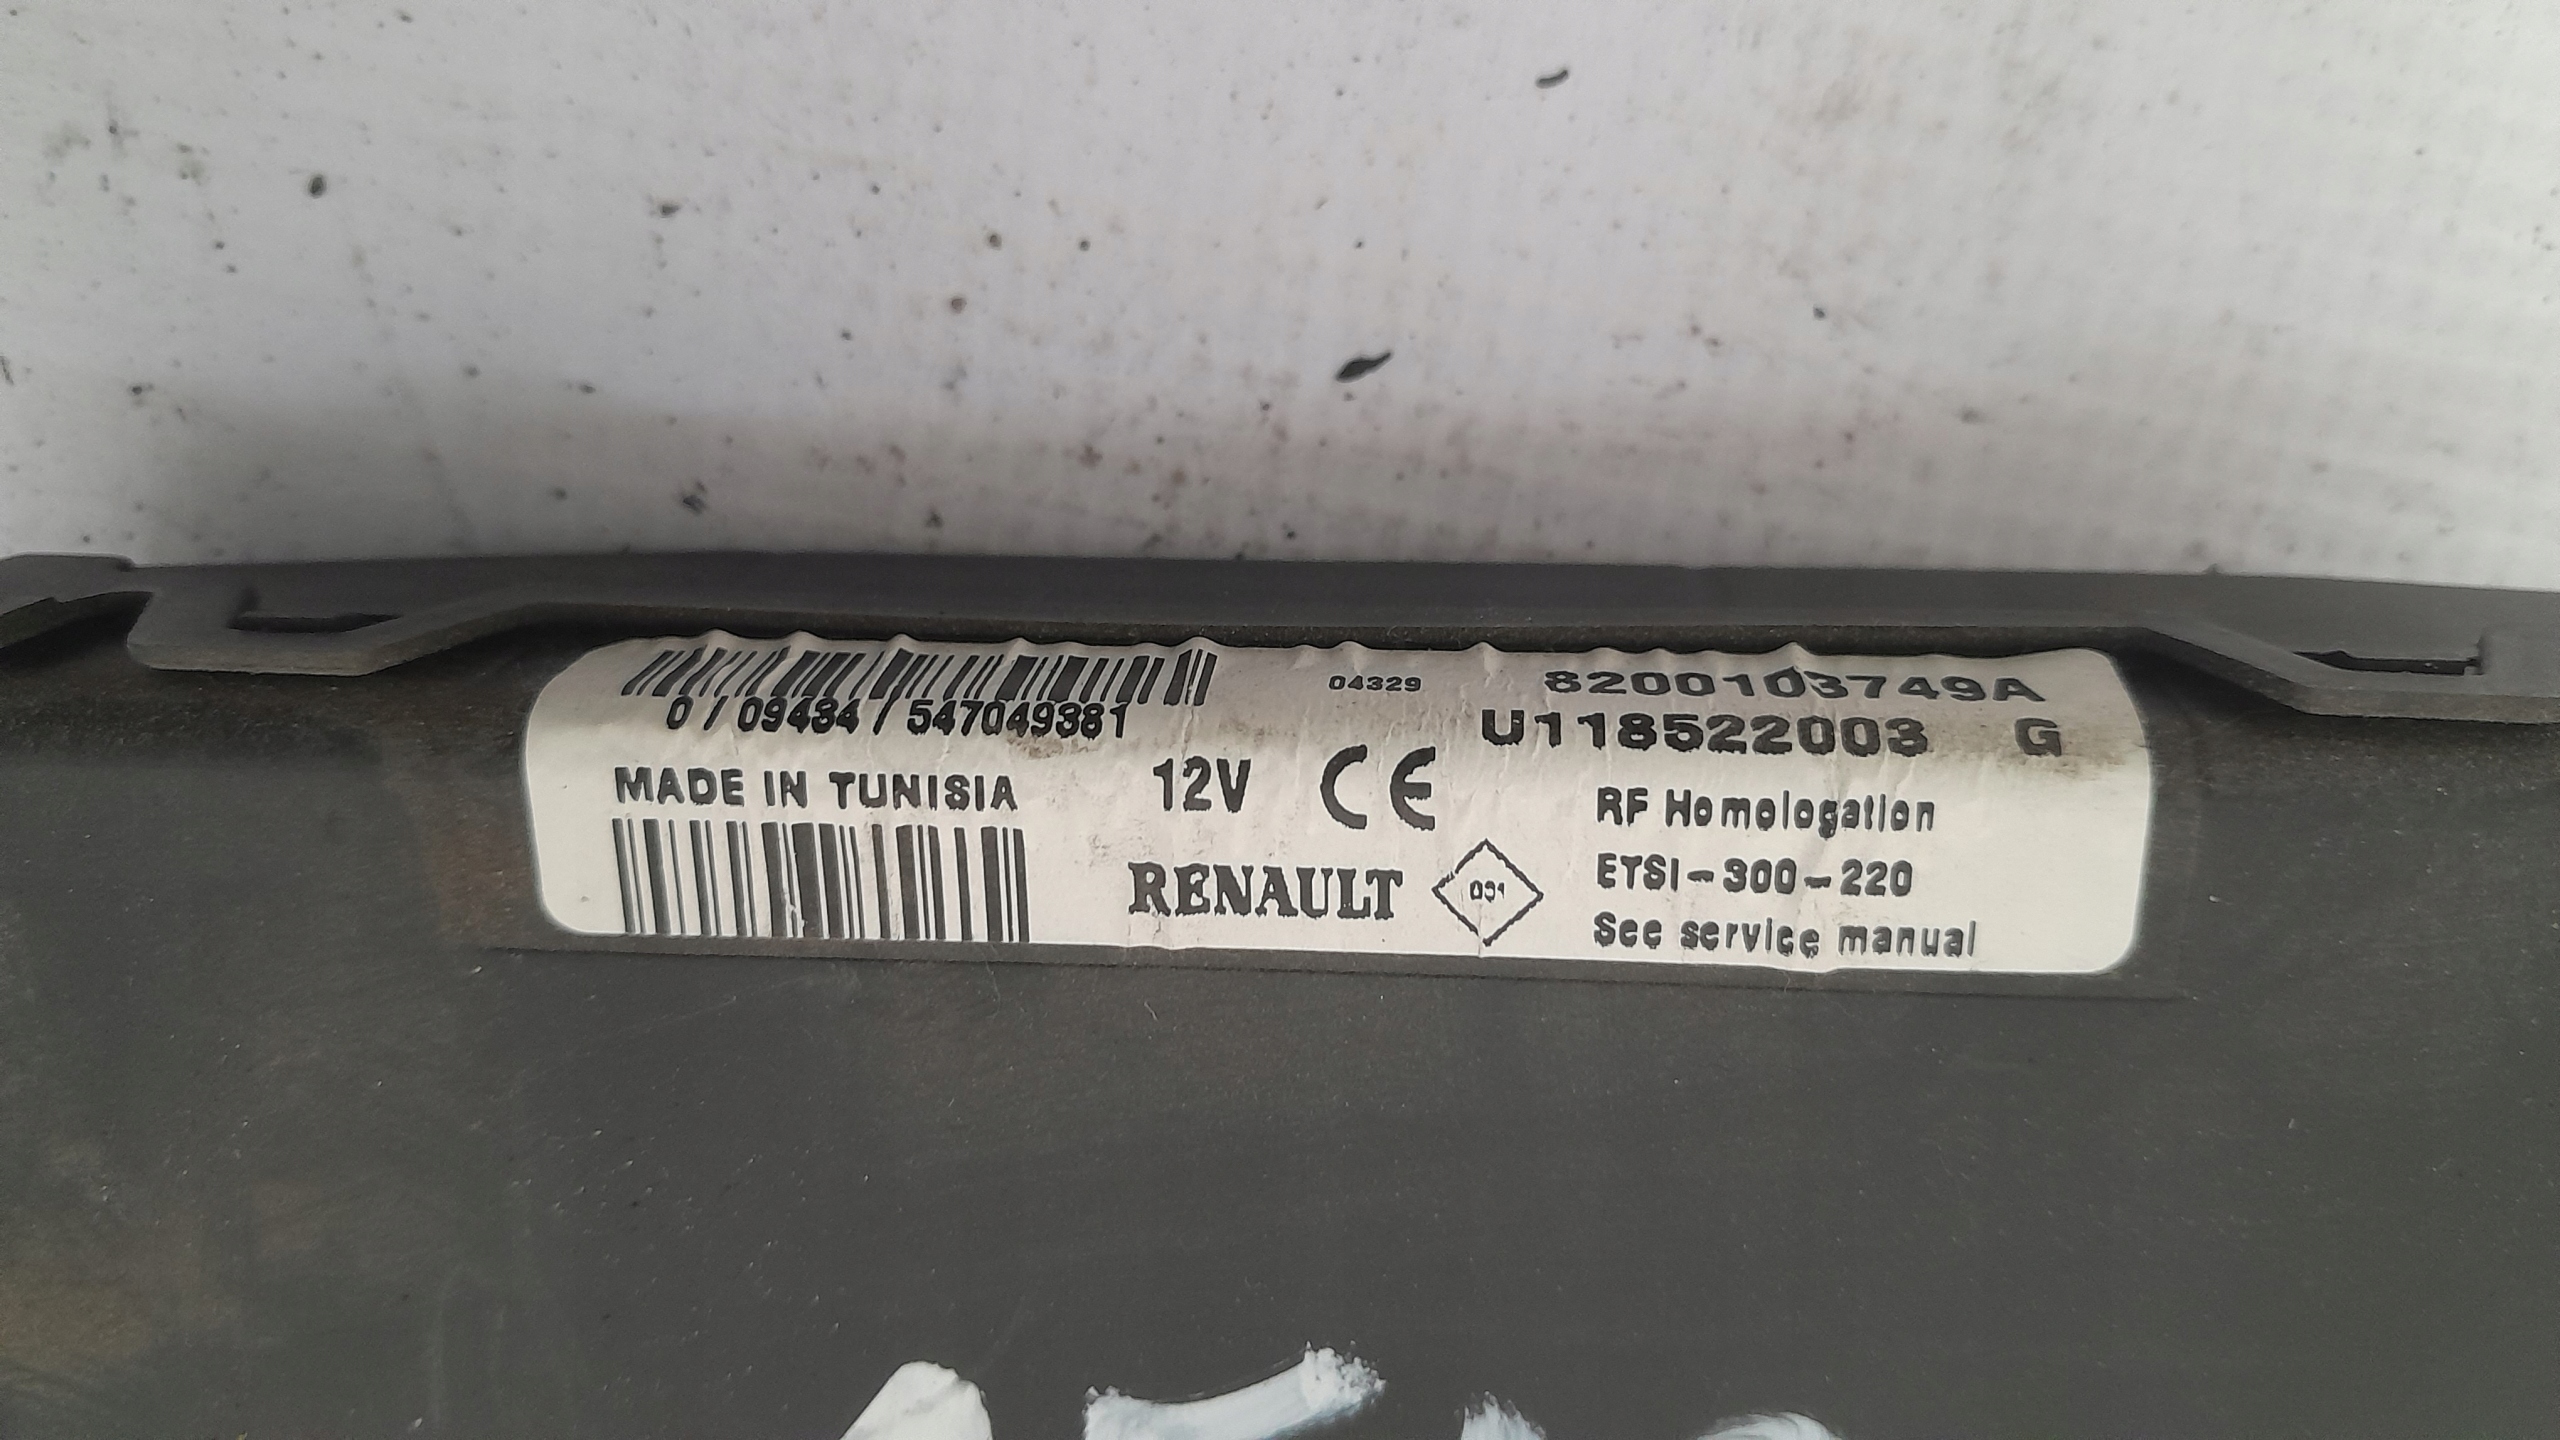 04329 8200103749A
0 / 09434 / 547049381 U118522003 G
MADE IN TUNISIA 12V CE RF Homologation
RENAULT 001 ETSI-300-220
See service manual